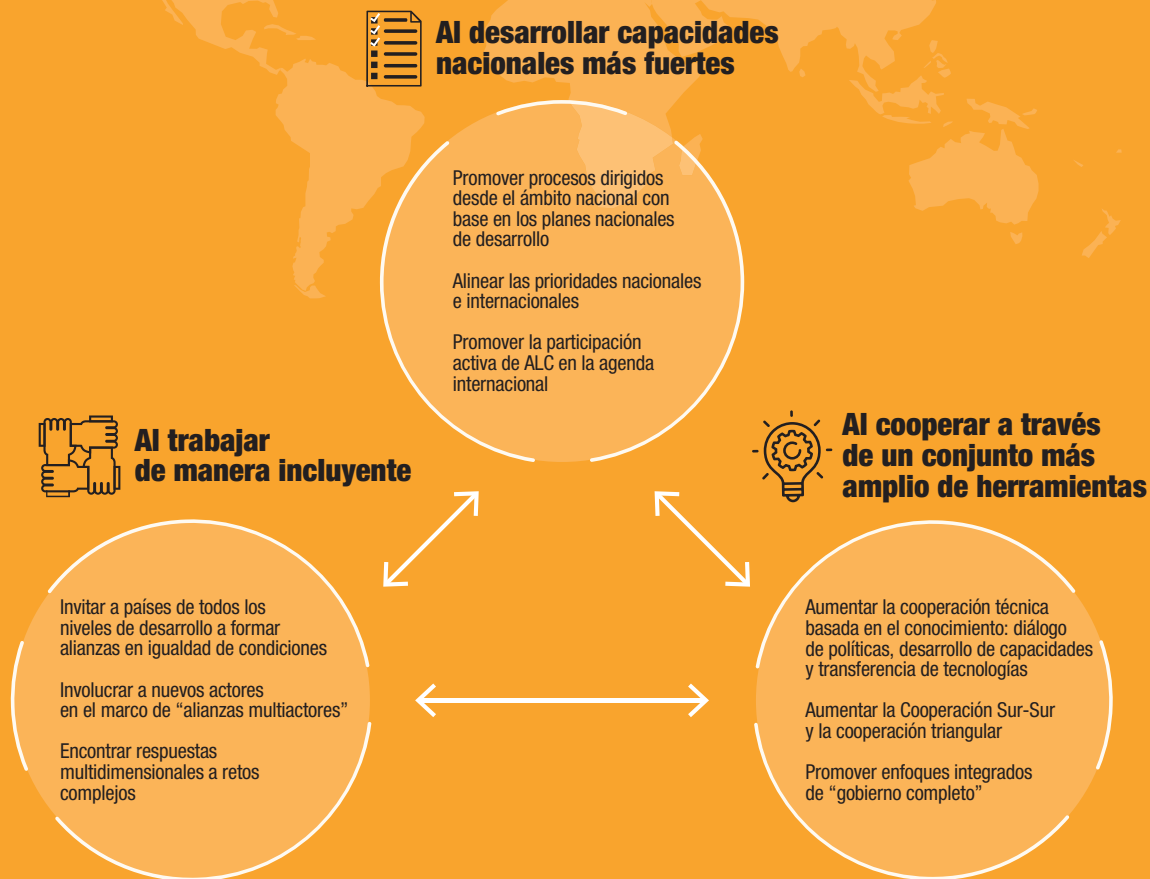 Al desarrollar capacidades
nacionales más fuertes
Promover procesos dirigidos
desde el ámbito nacional con
base en los planes nacionales
de desarrollo
Alinear las prioridades nacionales
e internacionales
Promover la participación
activa de ALC en la agenda
internacional
Al trabajar
de manera incluyente
Invitar a países de todos los
niveles de desarrollo a formar
alianzas en igualdad de condiciones
Involucrar a nuevos actores
en el marco de “alianzas multiactores”
Encontrar respuestas
multidimensionales a retos
complejos
Al cooperar a través
de un conjunto más
amplio de herramientas
Aumentar la cooperación técnica
basada en el conocimiento: diálogo
de políticas, desarrollo de capacidades
y transferencia de tecnologías
Aumentar la Cooperación Sur-Sur
y la cooperación triangular
Promover enfoques integrados
de “gobierno completo”